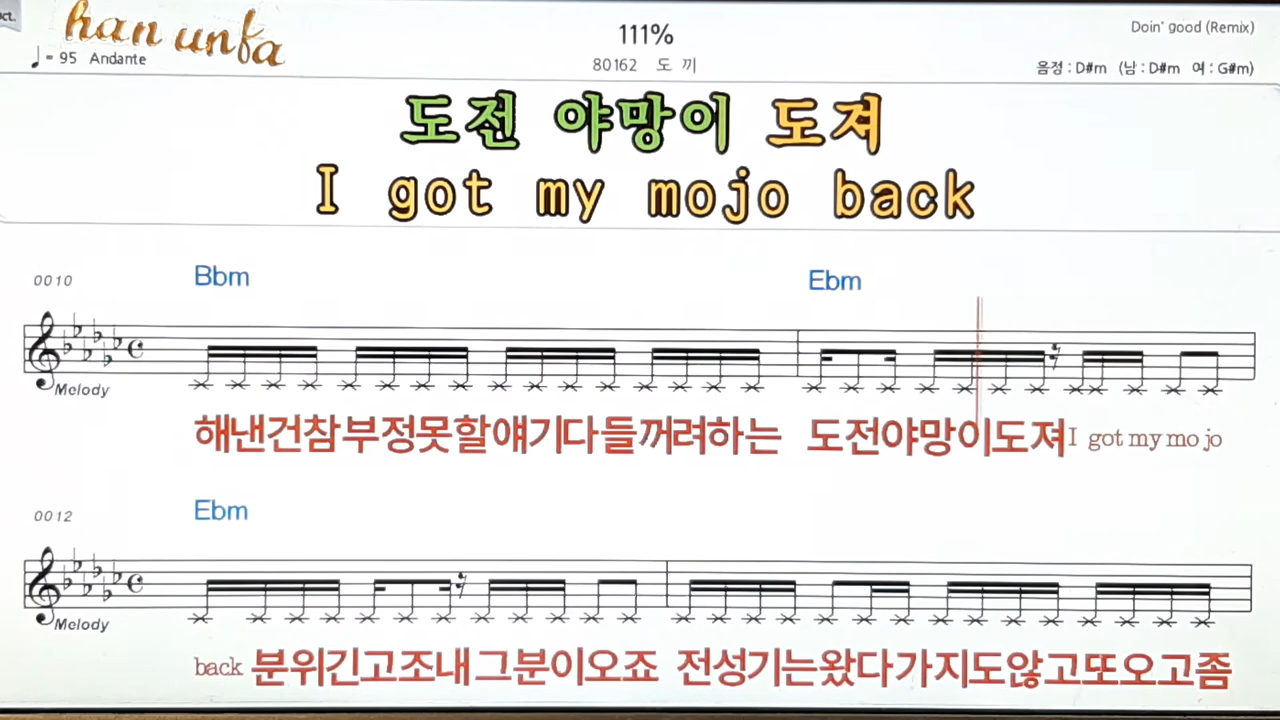 ct.
han unfa
♩ = 95 Andante
111%
80162 도 끼
Doin' good (Remix)
음정 : D#m (남 : D#m 여 : G#m)
도전 야망이 도져
I got my mojo back
0010 Bbm Ebm
Melody
해낸건참부정못할얘기다들꺼려하는 도전야망이도져I got my mo jo
0012 Ebm
Melody
back 분위긴고조내그분이오죠 전성기는왔다가지도않고또오고좀